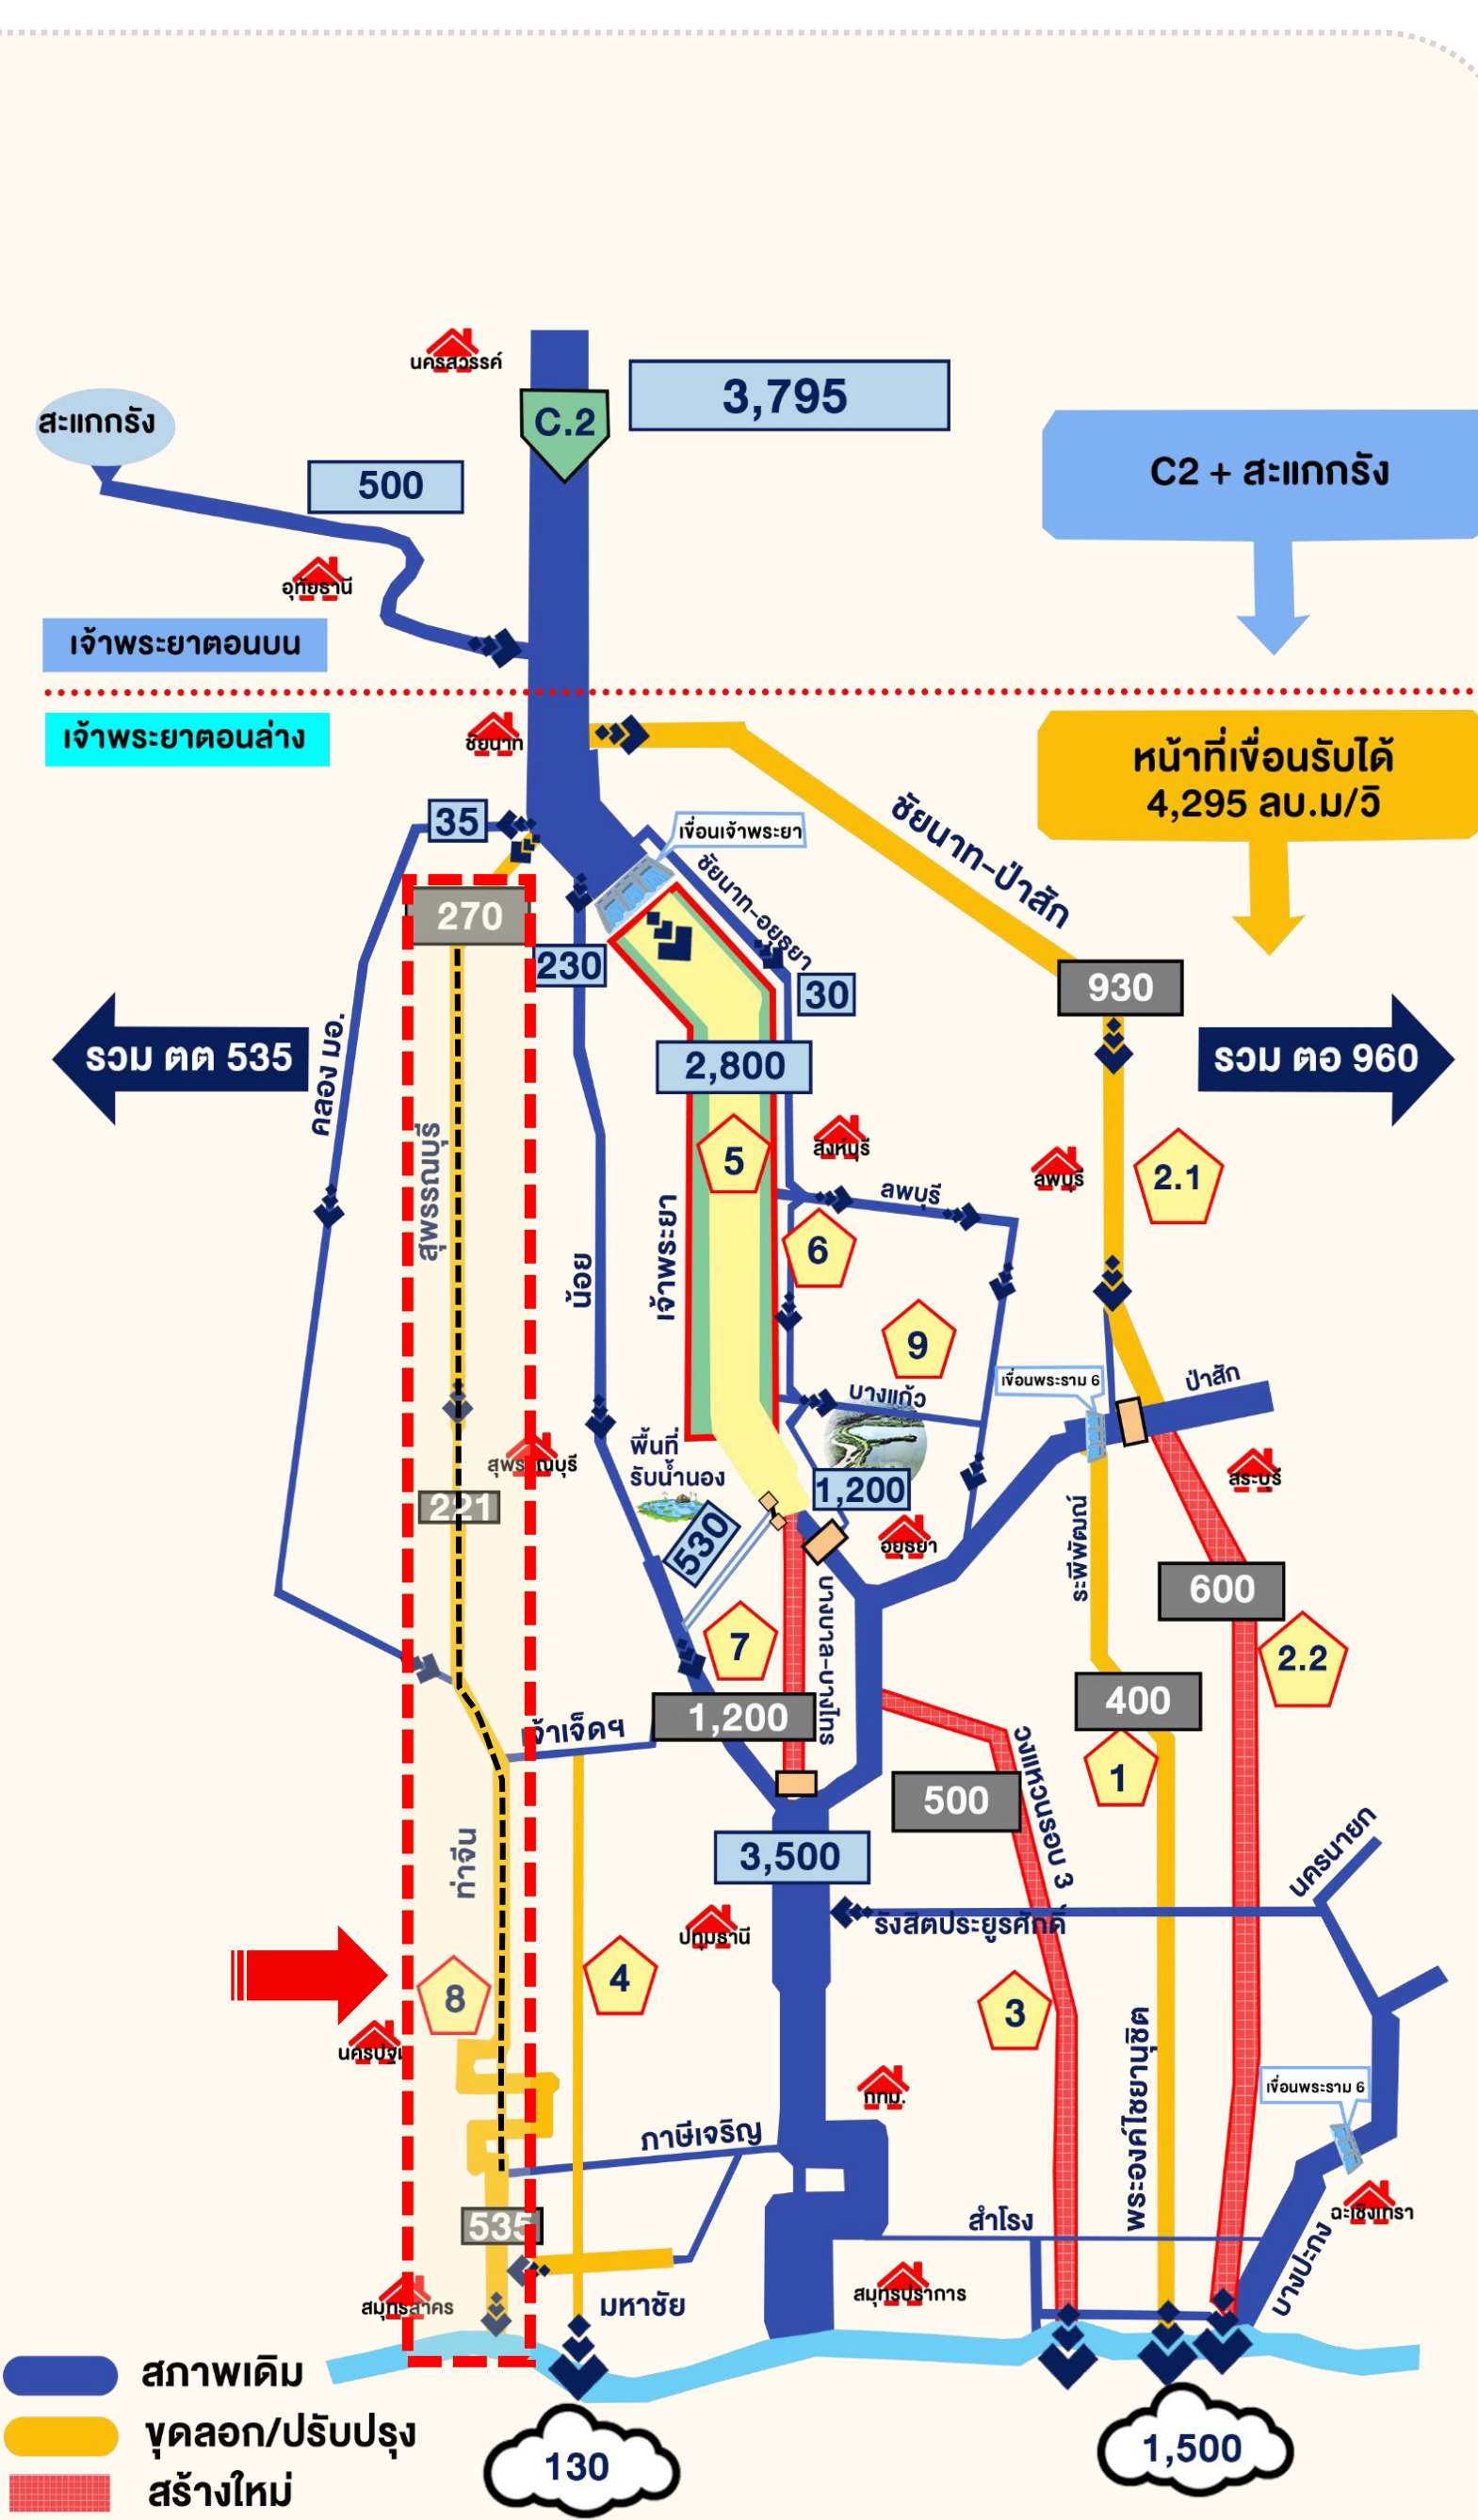 นครสวรรค์
3,795
C.2
สะแกกรัง
500
C2 + สะแกกรัง
อุทัยธานี
เจ้าพระยาตอนบน
เจ้าพระยาตอนล่าง
ชัยนาท
หน้าที่เขื่อนรับได้
4,295 ลบ.ม/วิ
35
เขื่อนเจ้าพระยา
ชัยนาท-ป่าสัก
ชัยนาท-อยุธยา
270
230
30
930
รวม ตต 535
รวม ตอ 960
คลอง มอ.
2,800
สุพรรณบุรี
5
สิงห์บุรี
ลพบุรี
2.1
ลพบุรี
เจ้าพระยา
6
น้อย
9
เขื่อนพระราม 6
ป่าสัก
บางแก้ว
พื้นที่
รับน้ำนอง
สุพรรณบุรี
221
1,200
สระบุรี
530
อยุธยา
ระพีพัฒน์
600
บางบาล-บางไทร
7
2.2
400
1,200
เจ้าเจ็ดฯ
1
วงแหวนรอบ 3
500
3,500
ท่าจีน
นครนายก
รังสิตประยูรศักดิ์
ปทุมธานี
8
4
3
นครปฐม
พระองค์ไชยานุชิต
กทม.
เขื่อนพระราม 6
ภาษีเจริญ
ฉะเชิงเทรา
สำโรง
535
บางปะกง
สมุทรสาคร
มหาชัย
สมุทรปราการ
สภาพเดิม
ขุดลอก/ปรับปรุง
สร้างใหม่
130
1,500